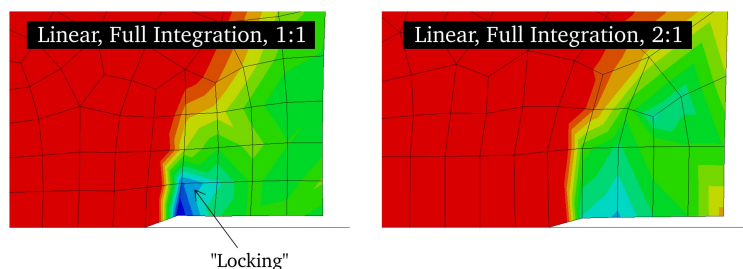 Linear, Full Integration, 1:1
Linear, Full Integration, 2:1
"Locking"